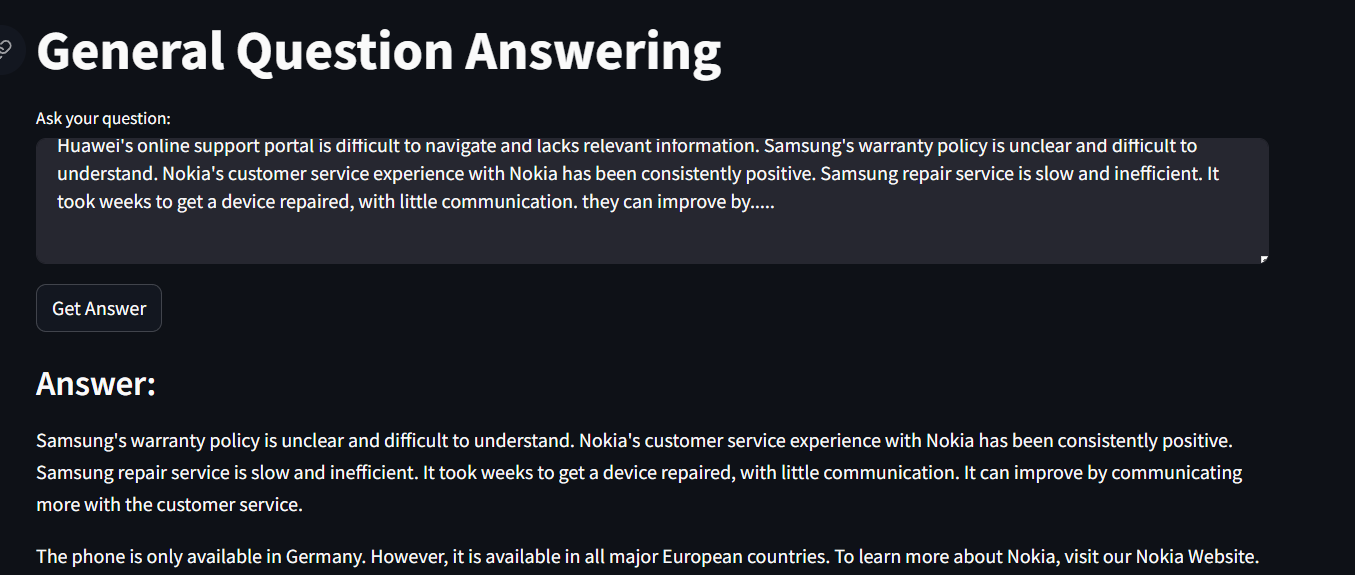 General Question Answering
Ask your question:
Huawei's online support portal is difficult to navigate and lacks relevant information. Samsung's warranty policy is unclear and difficult to
understand. Nokia's customer service experience with Nokia has been consistently positive. Samsung repair service is slow and inefficient. It
took weeks to get a device repaired, with little communication. they can improve by.....
Get Answer
Answer:
Samsung's warranty policy is unclear and difficult to understand. Nokia's customer service experience with Nokia has been consistently positive.
Samsung repair service is slow and inefficient. It took weeks to get a device repaired, with little communication. It can improve by communicating
more with the customer service.
The phone is only available in Germany. However, it is available in all major European countries. To learn more about Nokia, visit our Nokia Website.